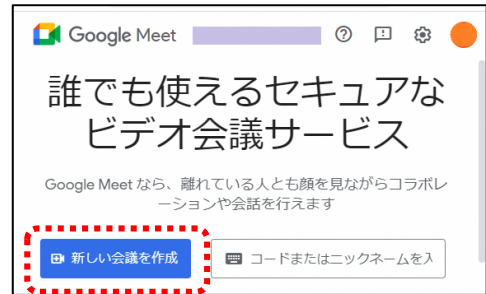 Google Meet
誰でも使えるセキュアな
ビデオ会議サービス
Google Meet なら、離れている人とも顔を見ながらコラボレ
ーションや会話を行えます
新しい会議を作成
コードまたはニックネームを入